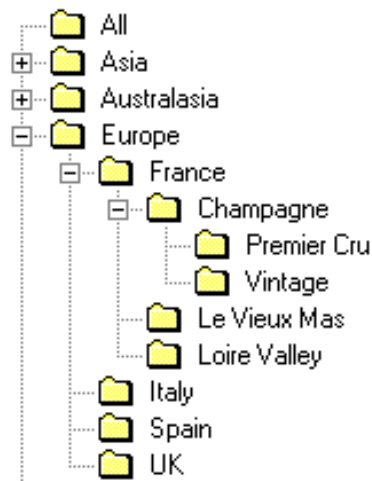 All
Asia
Australasia
Europe
France
Champagne
Premier Cru
Vintage
Le Vieux Mas
Loire Valley
Italy
Spain
UK